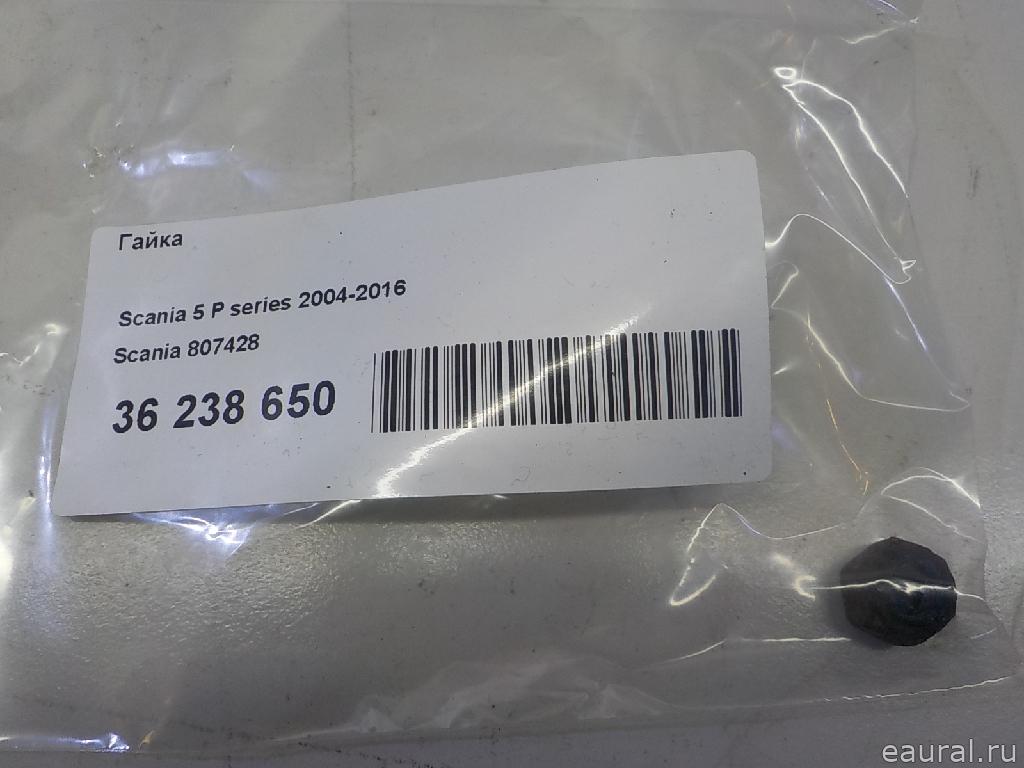 Гайка
Scania 5 P series 2004-2016
Scania 807428
36 238 650
eaural.ru